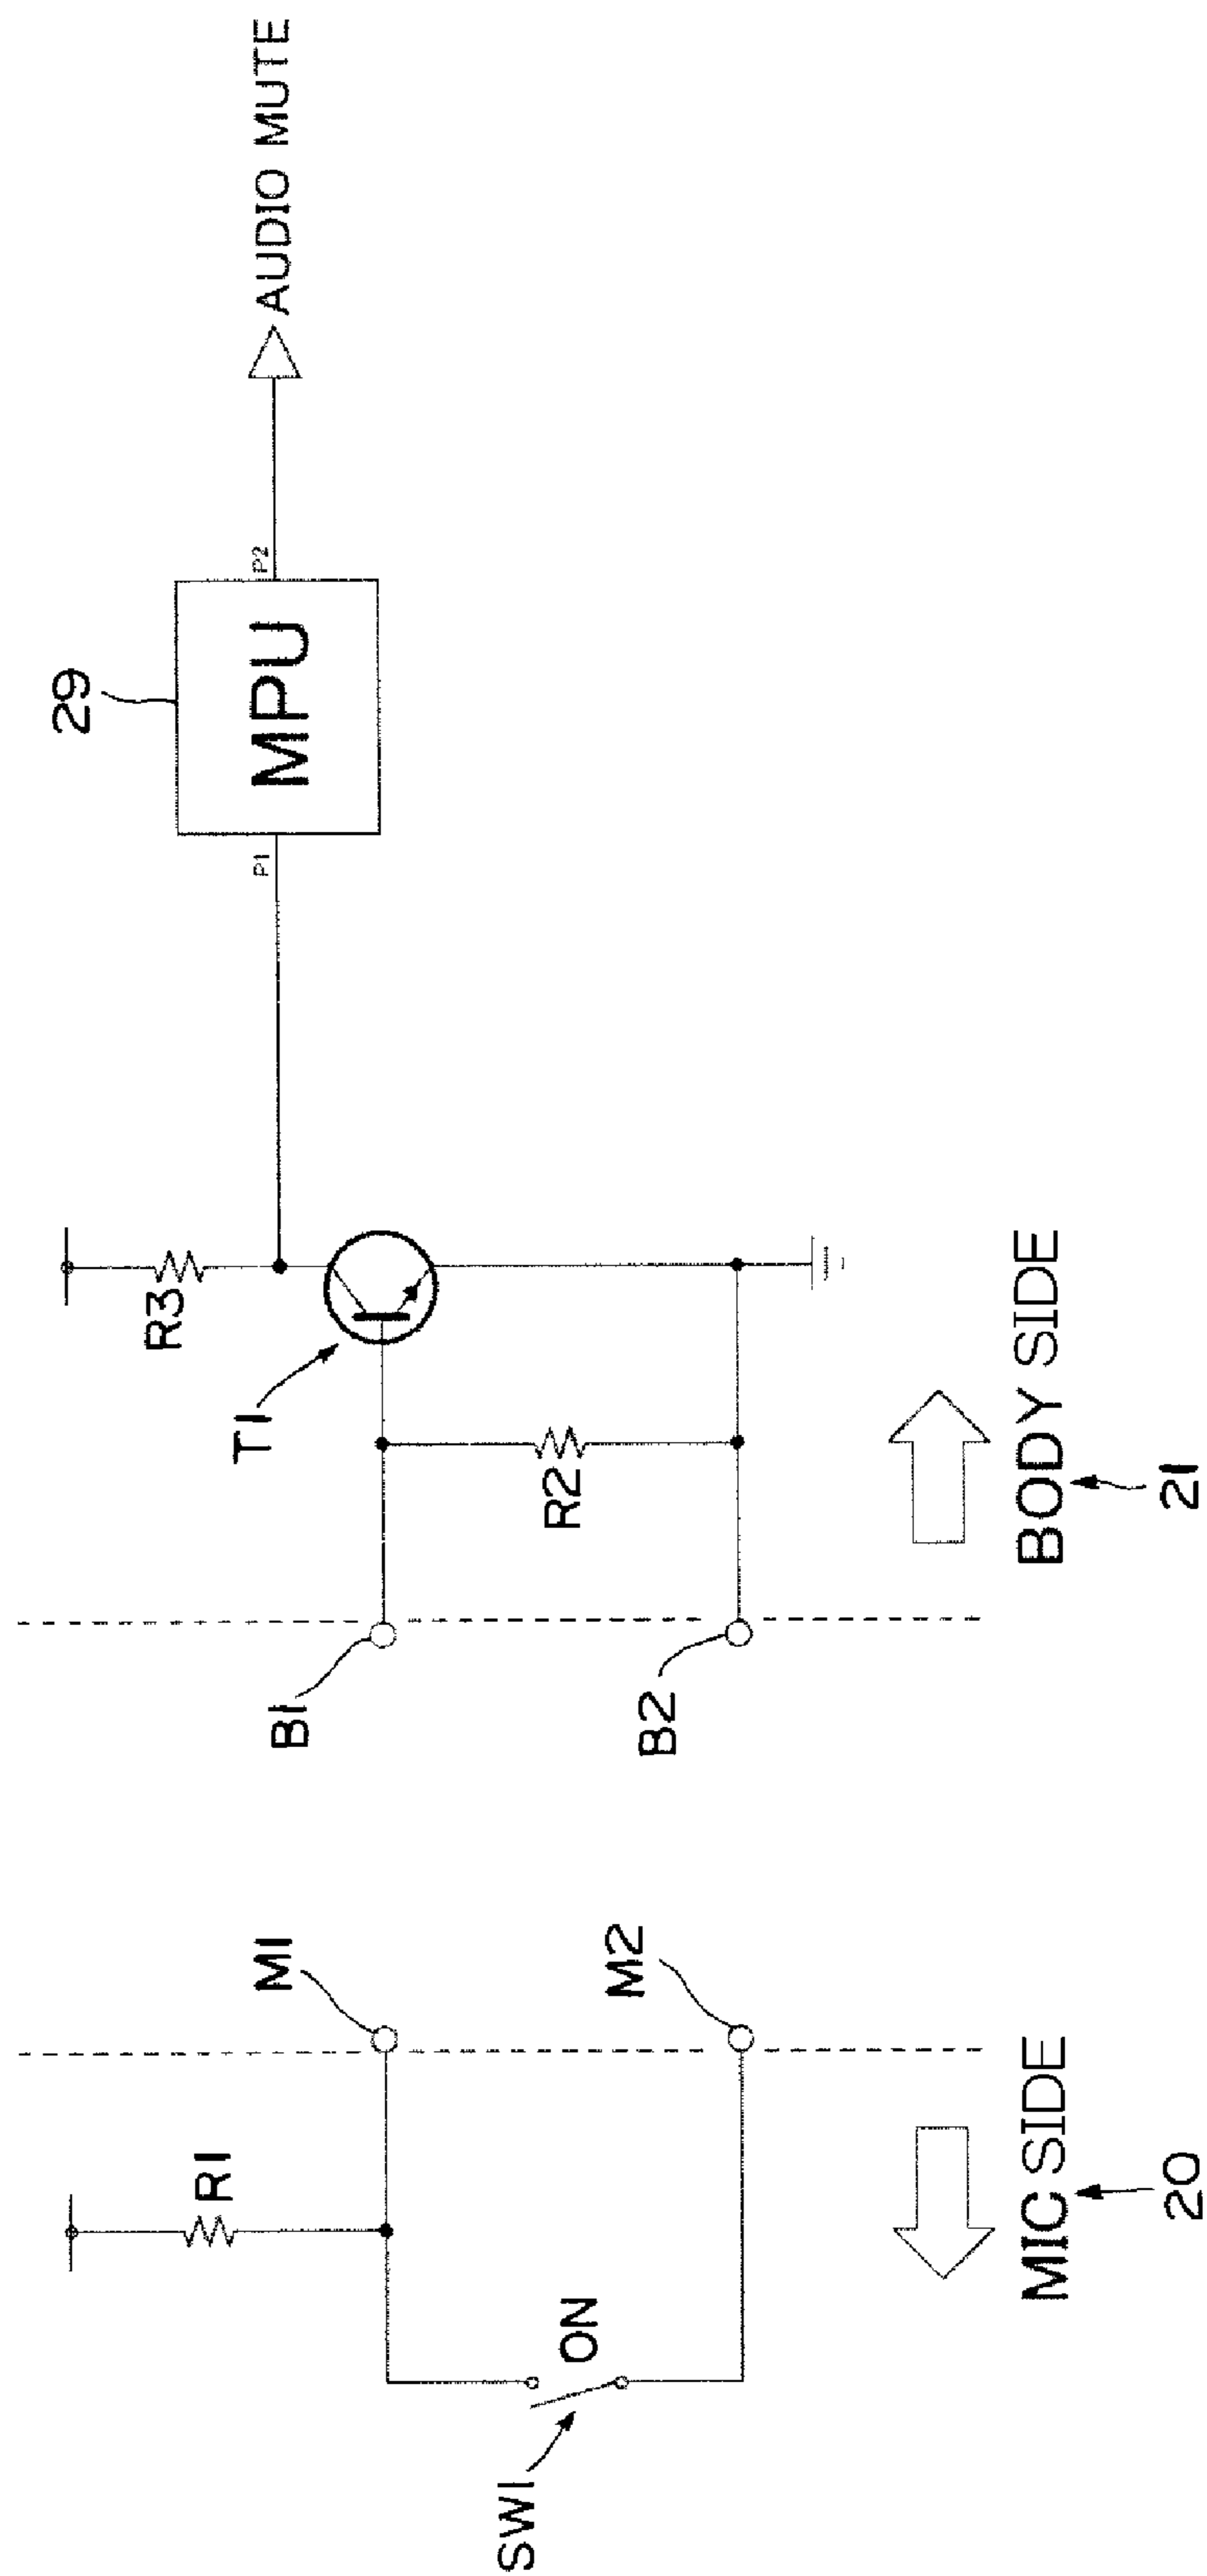 SW1
ON
R1
M1
M2
MIC SIDE
20
B1
B2
R2
T1
R3
BODY SIDE
21
P1
MPU
29
P2
AUDIO MUTE